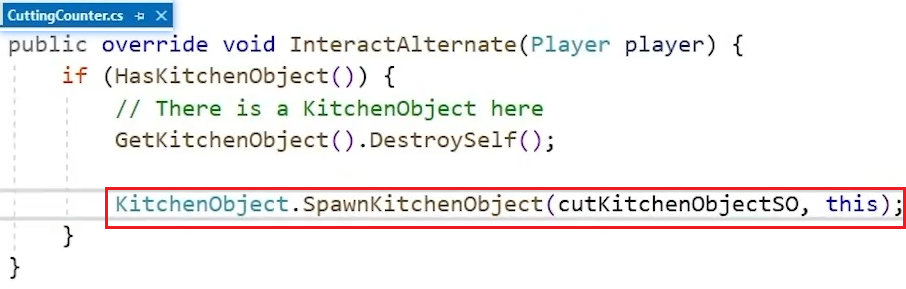 CuttingCounter.cs
public override void InteractAlternate(Player player) {
if (HasKitchenObject()) {
// There is a KitchenObject here
GetKitchenObject().DestroySelf();
KitchenObject.SpawnKitchenObject(cutKitchenObjectSO, this);
}
}